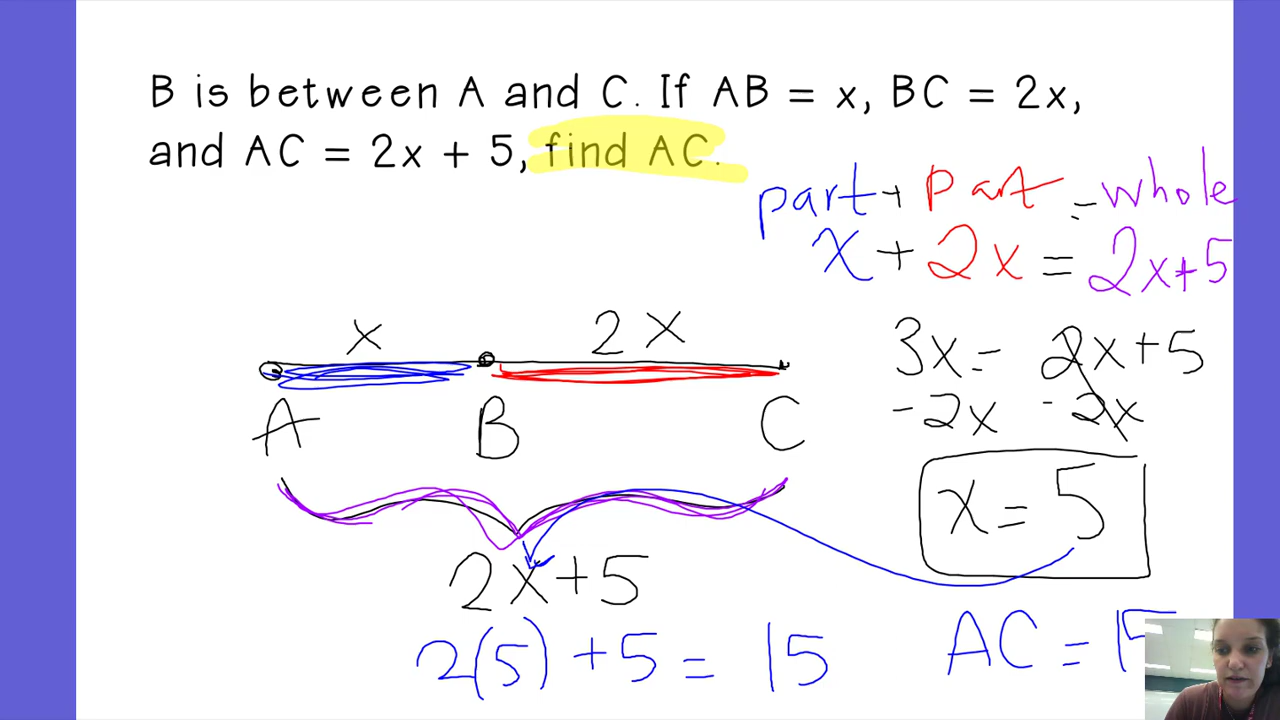 B is between A and C. If AB = x, BC = 2x,
and AC = 2x + 5, find AC.
part + part = whole
x + 2x = 2x+5
3x = 2x+5
-2x -2x
x = 5
x 2x
A B C
2x+5
2(5) + 5 = 15
AC = 15